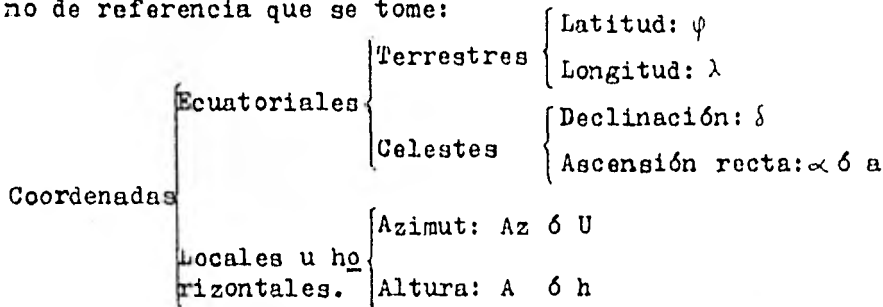 no de referencia que se tome:
Latitud: φ
Terrestres
Longitud: λ
Ecuatoriales
Declinación: δ
Celestes
Ascensión recta: α ó a
Coordenadas
Azimut: Az ó U
Locales u ho
rizontales.
Altura: A ó h